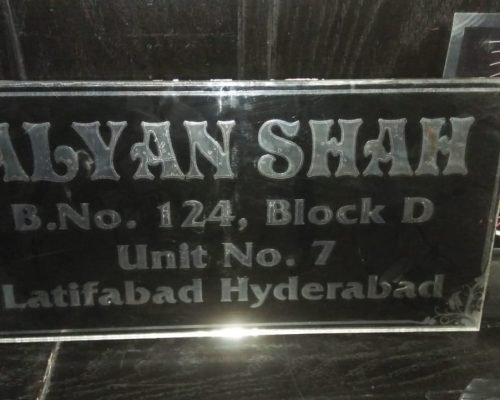 ALYAN SHAH
B.No. 124, Block D
Unit No. 7
Latifabad Hyderabad